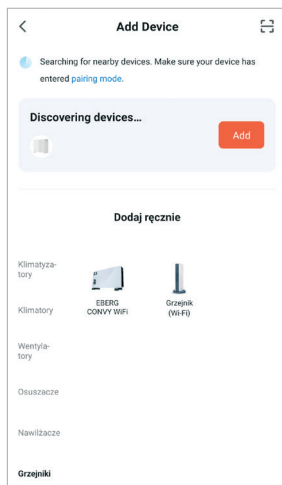 Add Device
Searching for nearby devices. Make sure your device has
entered pairing mode.
Discovering devices...
Add
Dodaj ręcznie
Klimatyza-
tory
EBERG
CONVY WiFi
Grzejnik
(Wi-Fi)
Klimatory
Wentyla-
tory
Osuszacze
Nawilżacze
Grzejniki